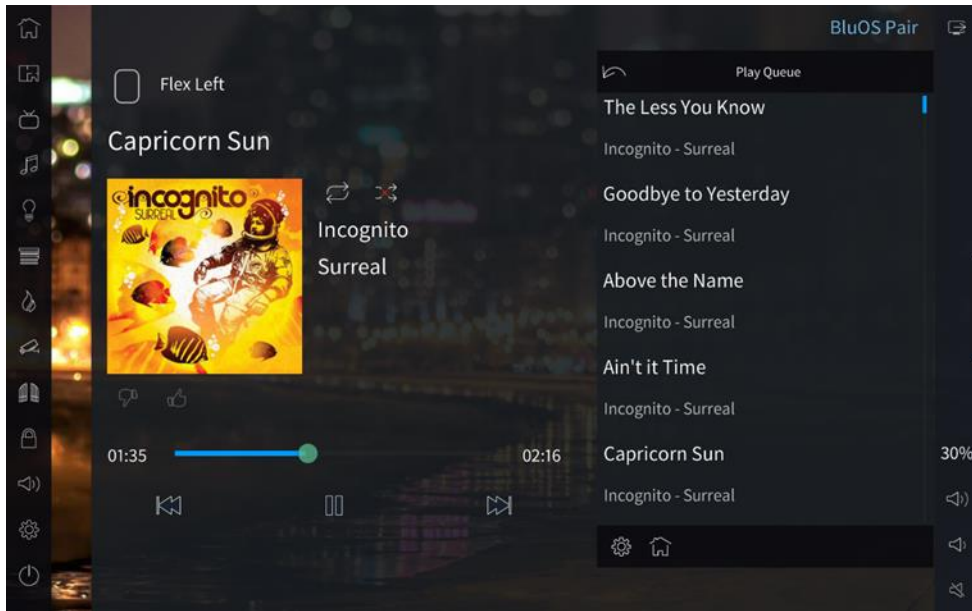 BluOS Pair
Flex Left
Capricorn Sun
incognito
SURREAL
Incognito
Surreal
01:35
02:16
Play Queue
The Less You Know
Incognito - Surreal
Goodbye to Yesterday
Incognito - Surreal
Above the Name
Incognito - Surreal
Ain't it Time
Incognito - Surreal
Capricorn Sun
Incognito - Surreal
30%